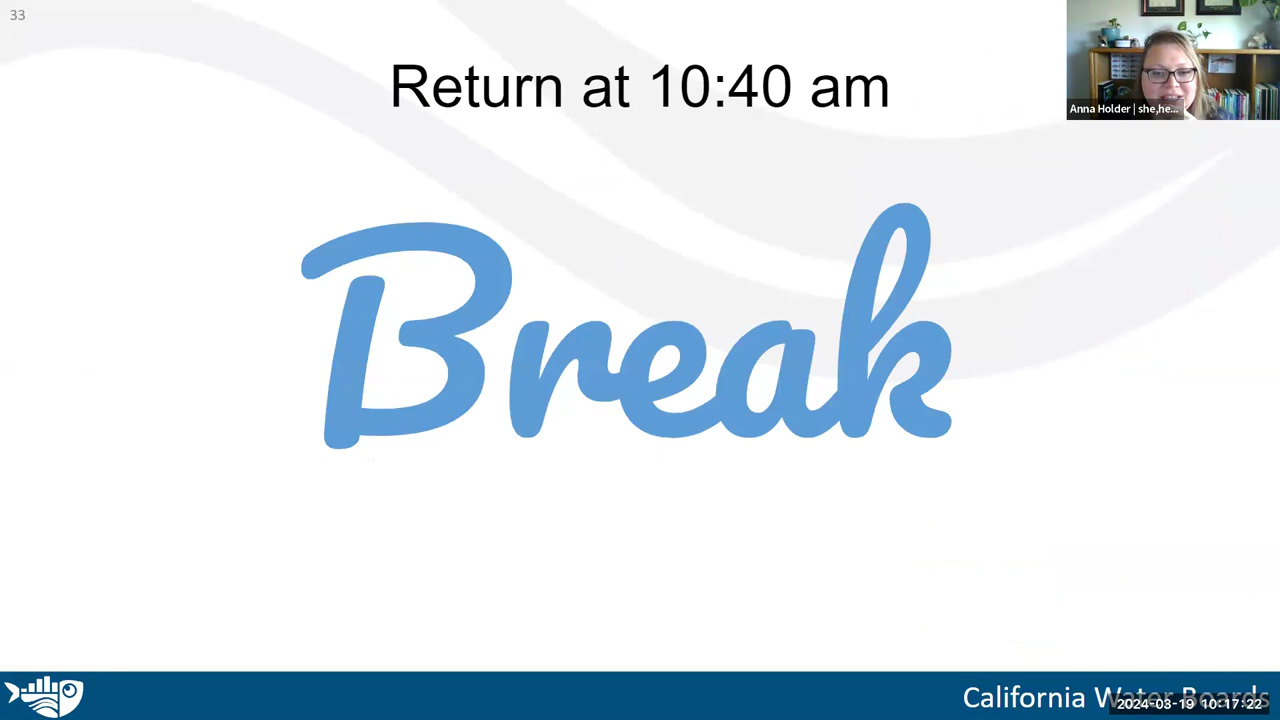 33
Return at 10:40 am
Anna Holder | she,he...
Break
California Water Boards
2024-03-19 10:17:22